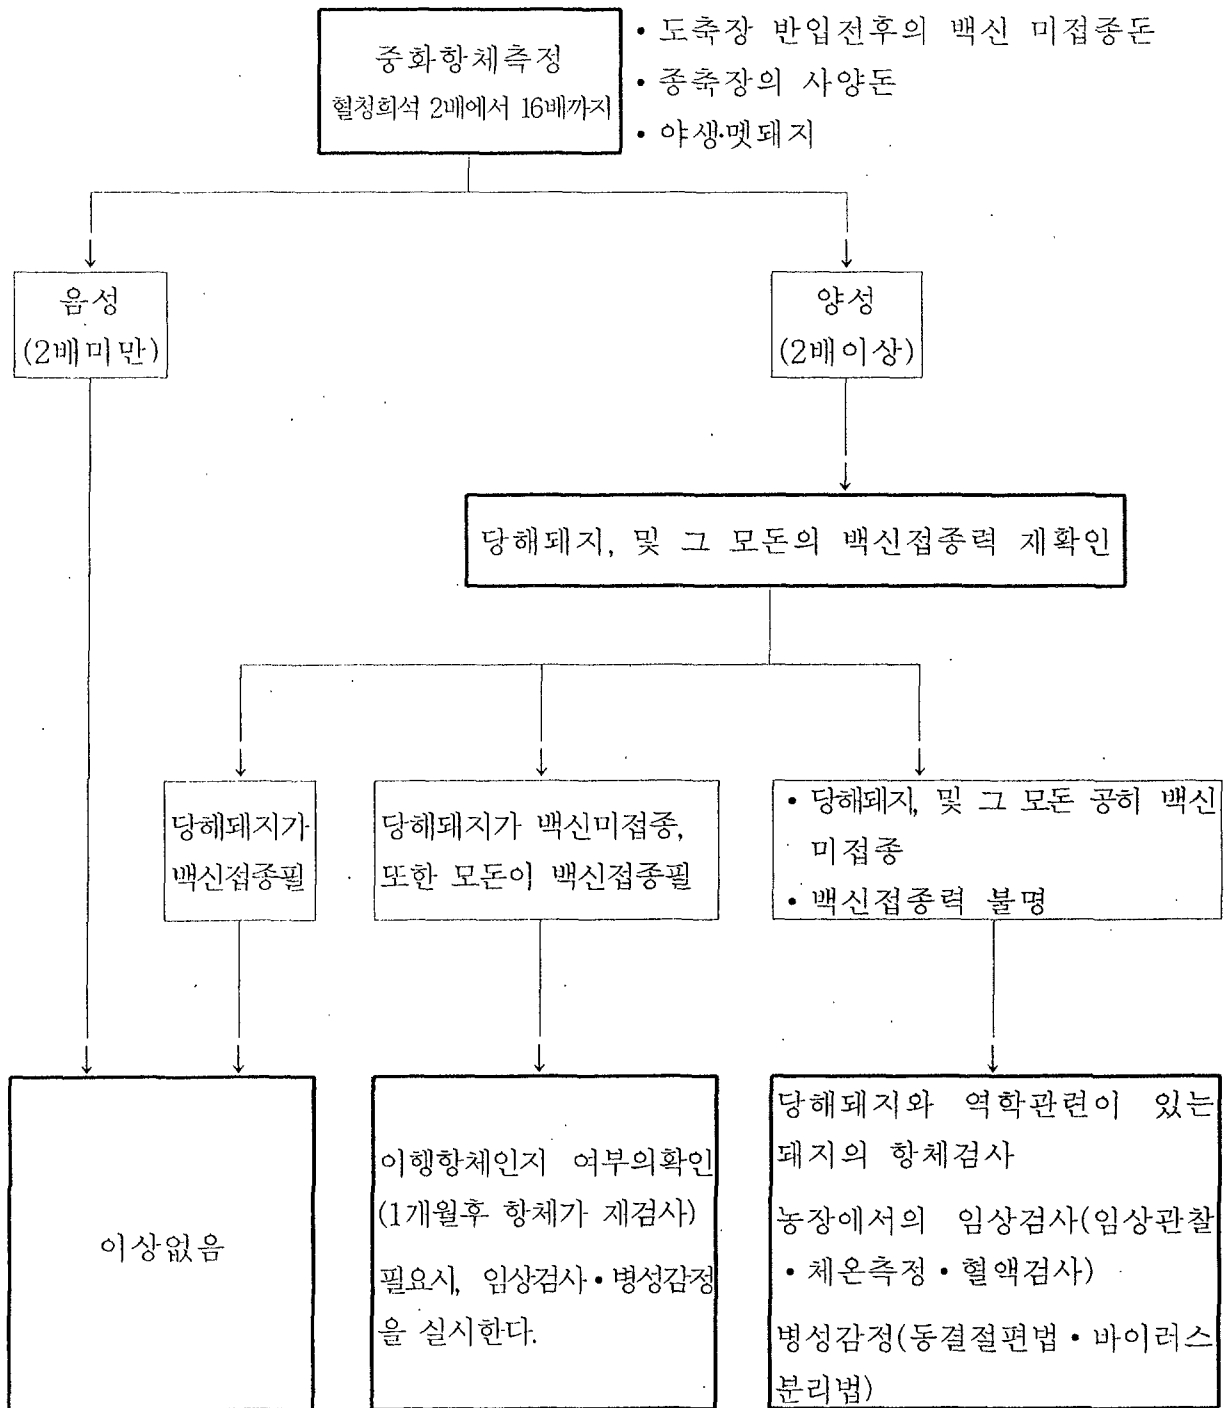 중화항체측정
혈청희석 2배에서 16배까지
• 도축장 반입전후의 백신 미접종돈
• 종축장의 사양돈
• 야생·멧돼지
음성
(2배미만)
양성
(2배이상)
당해돼지, 및 그 모돈의 백신접종력 재확인
당해돼지가
백신접종필
당해돼지가 백신미접종,
또한 모돈이 백신접종필
• 당해돼지, 및 그 모돈 공히 백신
미접종
• 백신접종력 불명
이상없음
이행항체인지 여부의확인
(1개월후 항체가 재검사)
필요시, 임상검사•병성감정
을 실시한다.
당해돼지와 역학관련이 있는
돼지의 항체검사
농장에서의 임상검사(임상관찰
•체온측정•혈액검사)
병성감정(동결절편법•바이러스
분리법)